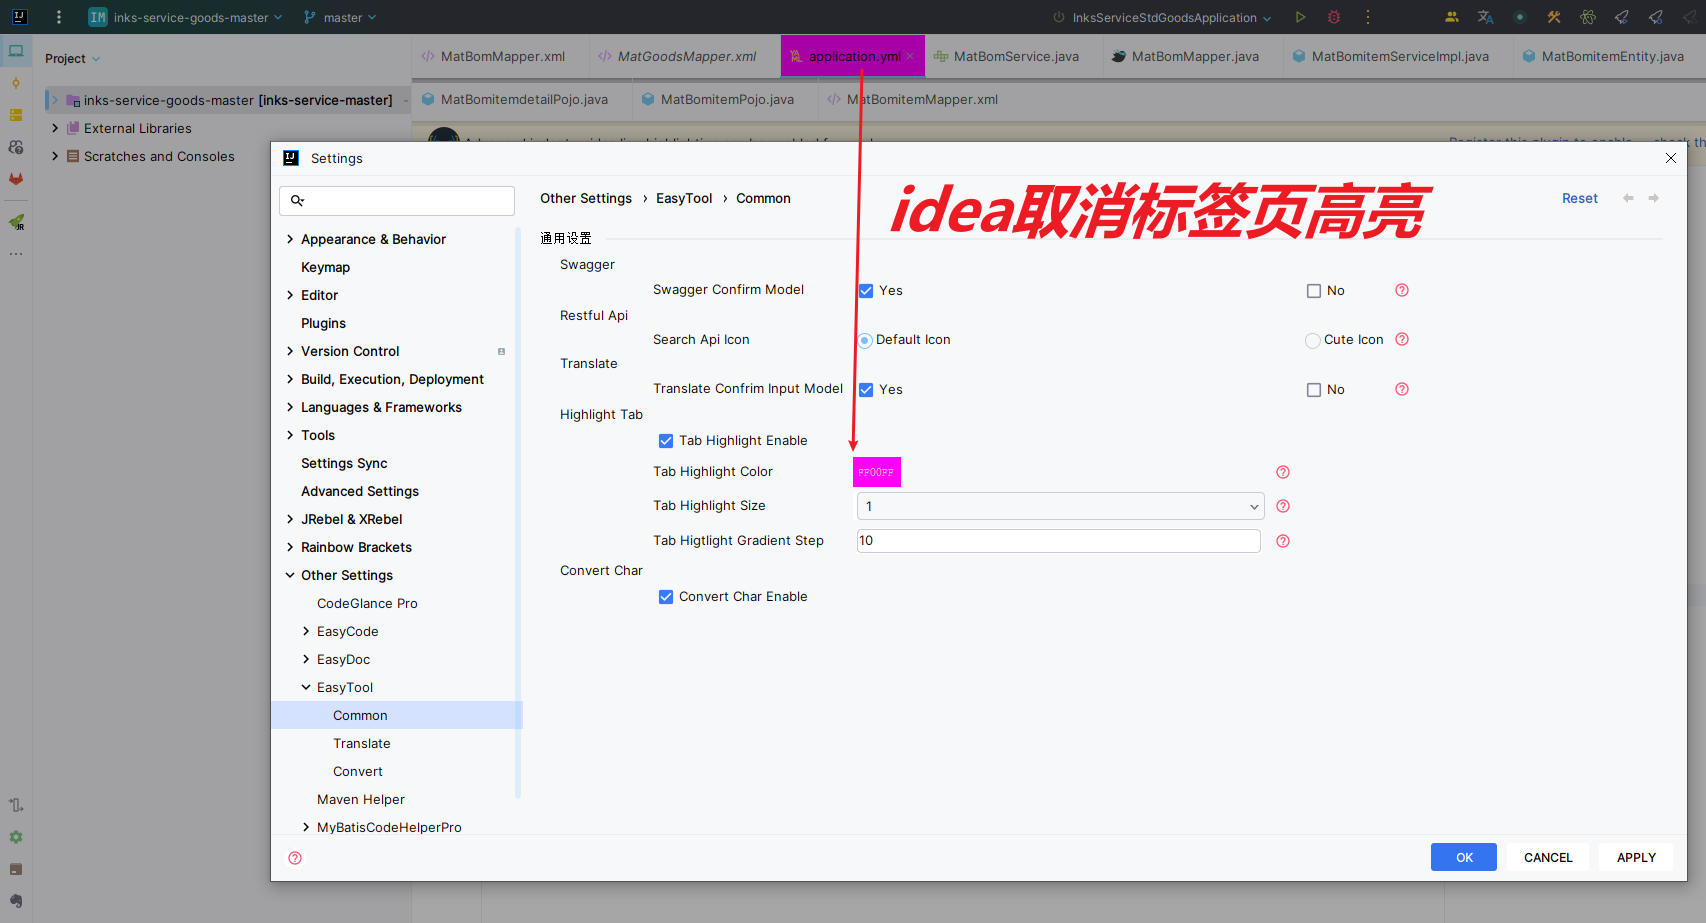 IJ
IM inks-service-goods-master
master
InksServiceStdGoodsApplication
Project
MatBomMapper.xml
MatGoodsMapper.xml
application.yml
MatBomService.java
MatBomMapper.java
MatBomitemServiceImpl.java
MatBomitemEntity.java
inks-service-goods-master [inks-service-master]
MatBomitemdetailPojo.java
MatBomitemPojo.java
MatBomitemMapper.xml
External Libraries
Scratches and Consoles
Settings
idea取消标签页高亮
Other Settings › EasyTool › Common
Reset
通用设置
Appearance & Behavior
Keymap
Editor
Plugins
Version Control
Build, Execution, Deployment
Languages & Frameworks
Tools
Settings Sync
Advanced Settings
JRebel & XRebel
Rainbow Brackets
Other Settings
CodeGlance Pro
EasyCode
EasyDoc
EasyTool
Common
Translate
Convert
Maven Helper
MyBatisCodeHelperPro
Swagger
Swagger Confirm Model
Yes
No
Restful Api
Search Api Icon
Default Icon
Cute Icon
Translate
Translate Confrim Input Model
Yes
No
Highlight Tab
Tab Highlight Enable
Tab Highlight Color
FF00FF
Tab Highlight Size
1
Tab Higtlight Gradient Step
10
Convert Char
Convert Char Enable
OK
CANCEL
APPLY